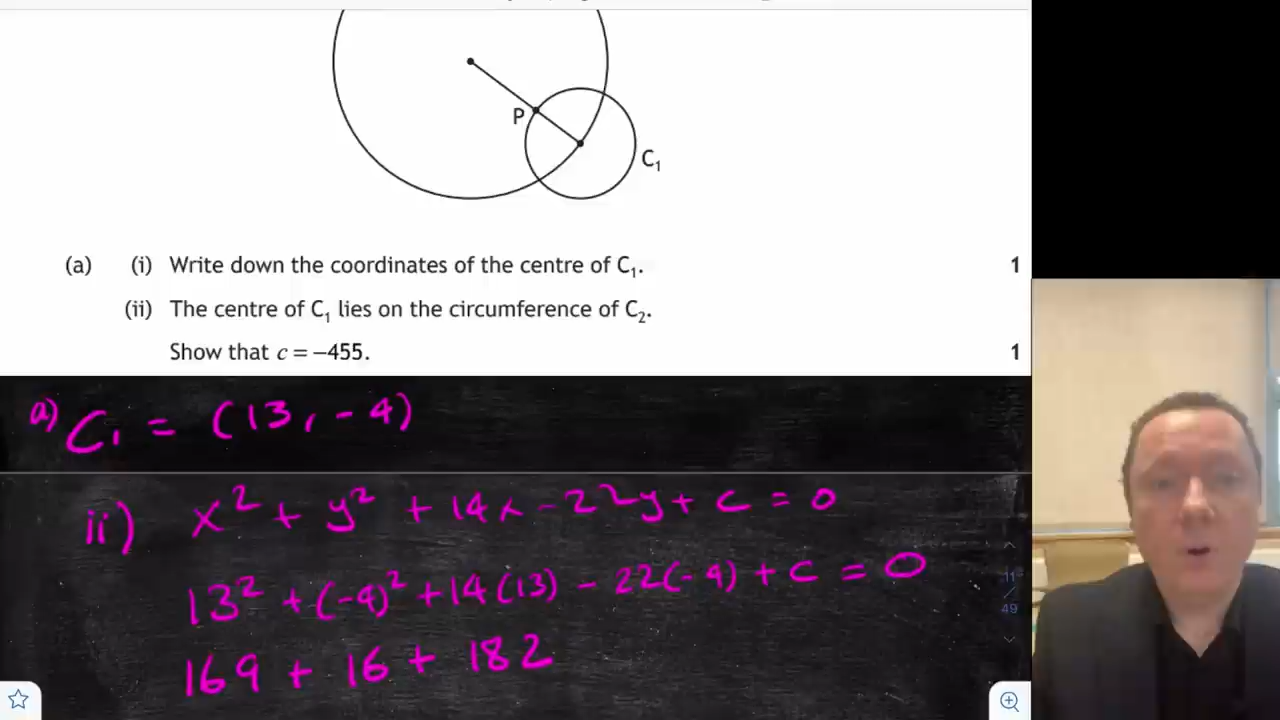 P
C₁
(a) (i) Write down the coordinates of the centre of C₁. 1
(ii) The centre of C₁ lies on the circumference of C₂.
Show that c = −455. 1
a) C₁ = (13, -4)
ii) x² + y² + 14x - 22y + c = 0
13² + (-4)² + 14(13) - 22(-4) + c = 0
169 + 16 + 182
11
/
49